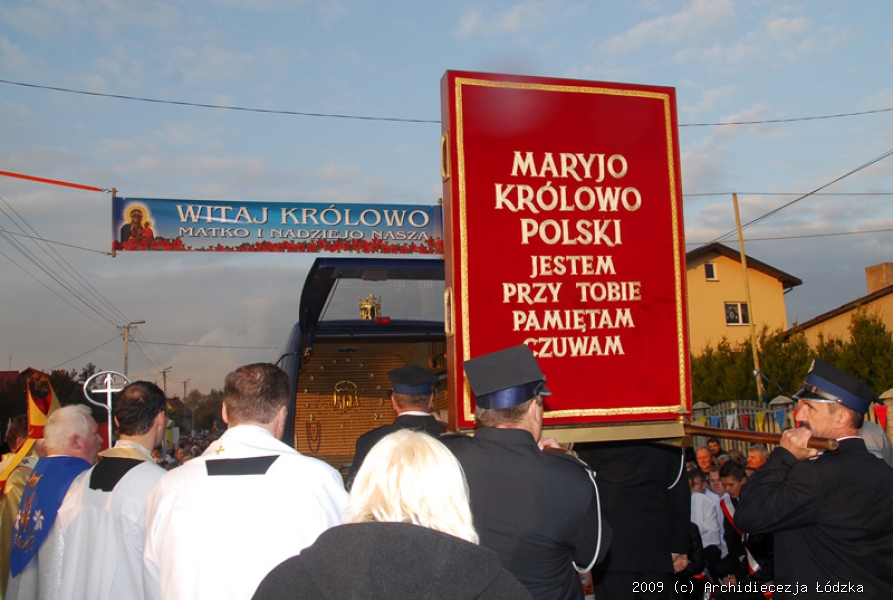 WITAJ KRÓLOWO
MATKO I NADZIEJO NASZA
MARYJO
KRÓLOWO
POLSKI
JESTEM
PRZY TOBIE
PAMIĘTAM
CZUWAM
2009 (c) Archidiecezja Łódzka